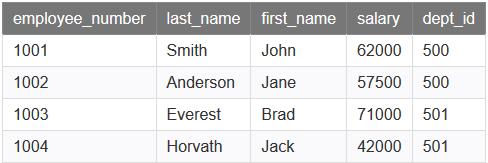 employee_number last_name first_name salary dept_id
1001 Smith John 62000 500
1002 Anderson Jane 57500 500
1003 Everest Brad 71000 501
1004 Horvath Jack 42000 501